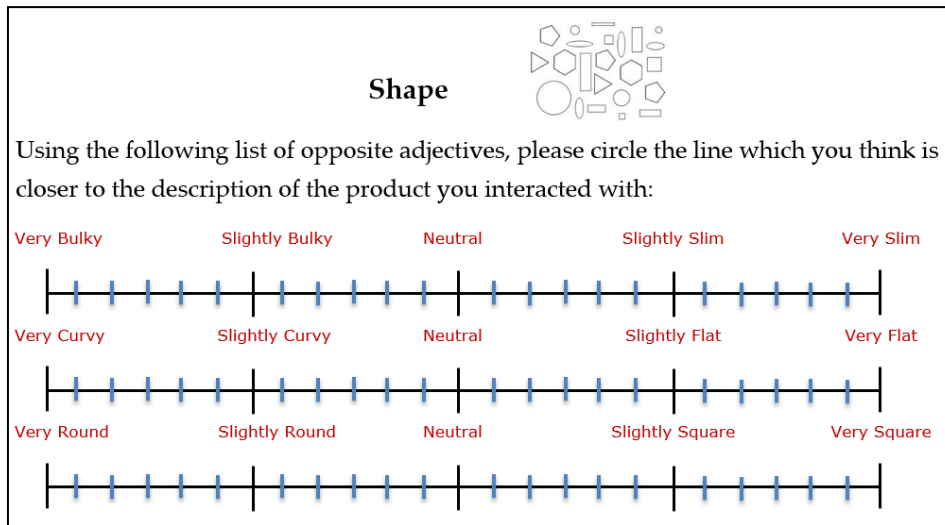 Shape
Using the following list of opposite adjectives, please circle the line which you think is
closer to the description of the product you interacted with:
Very Bulky Slightly Bulky Neutral Slightly Slim Very Slim
Very Curvy Slightly Curvy Neutral Slightly Flat Very Flat
Very Round Slightly Round Neutral Slightly Square Very Square